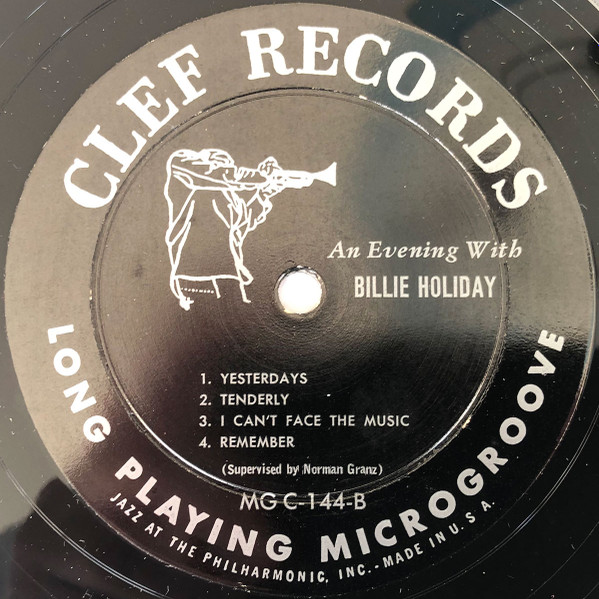 CLEF RECORDS
An Evening With
BILLIE HOLIDAY
1. YESTERDAYS
2. TENDERLY
3. I CAN'T FACE THE MUSIC
4. REMEMBER
(Supervised by Norman Granz)
MG C-144-B
LONG PLAYING MICROGROOVE
JAZZ AT THE PHILHARMONIC, INC.-MADE IN U.S.A.